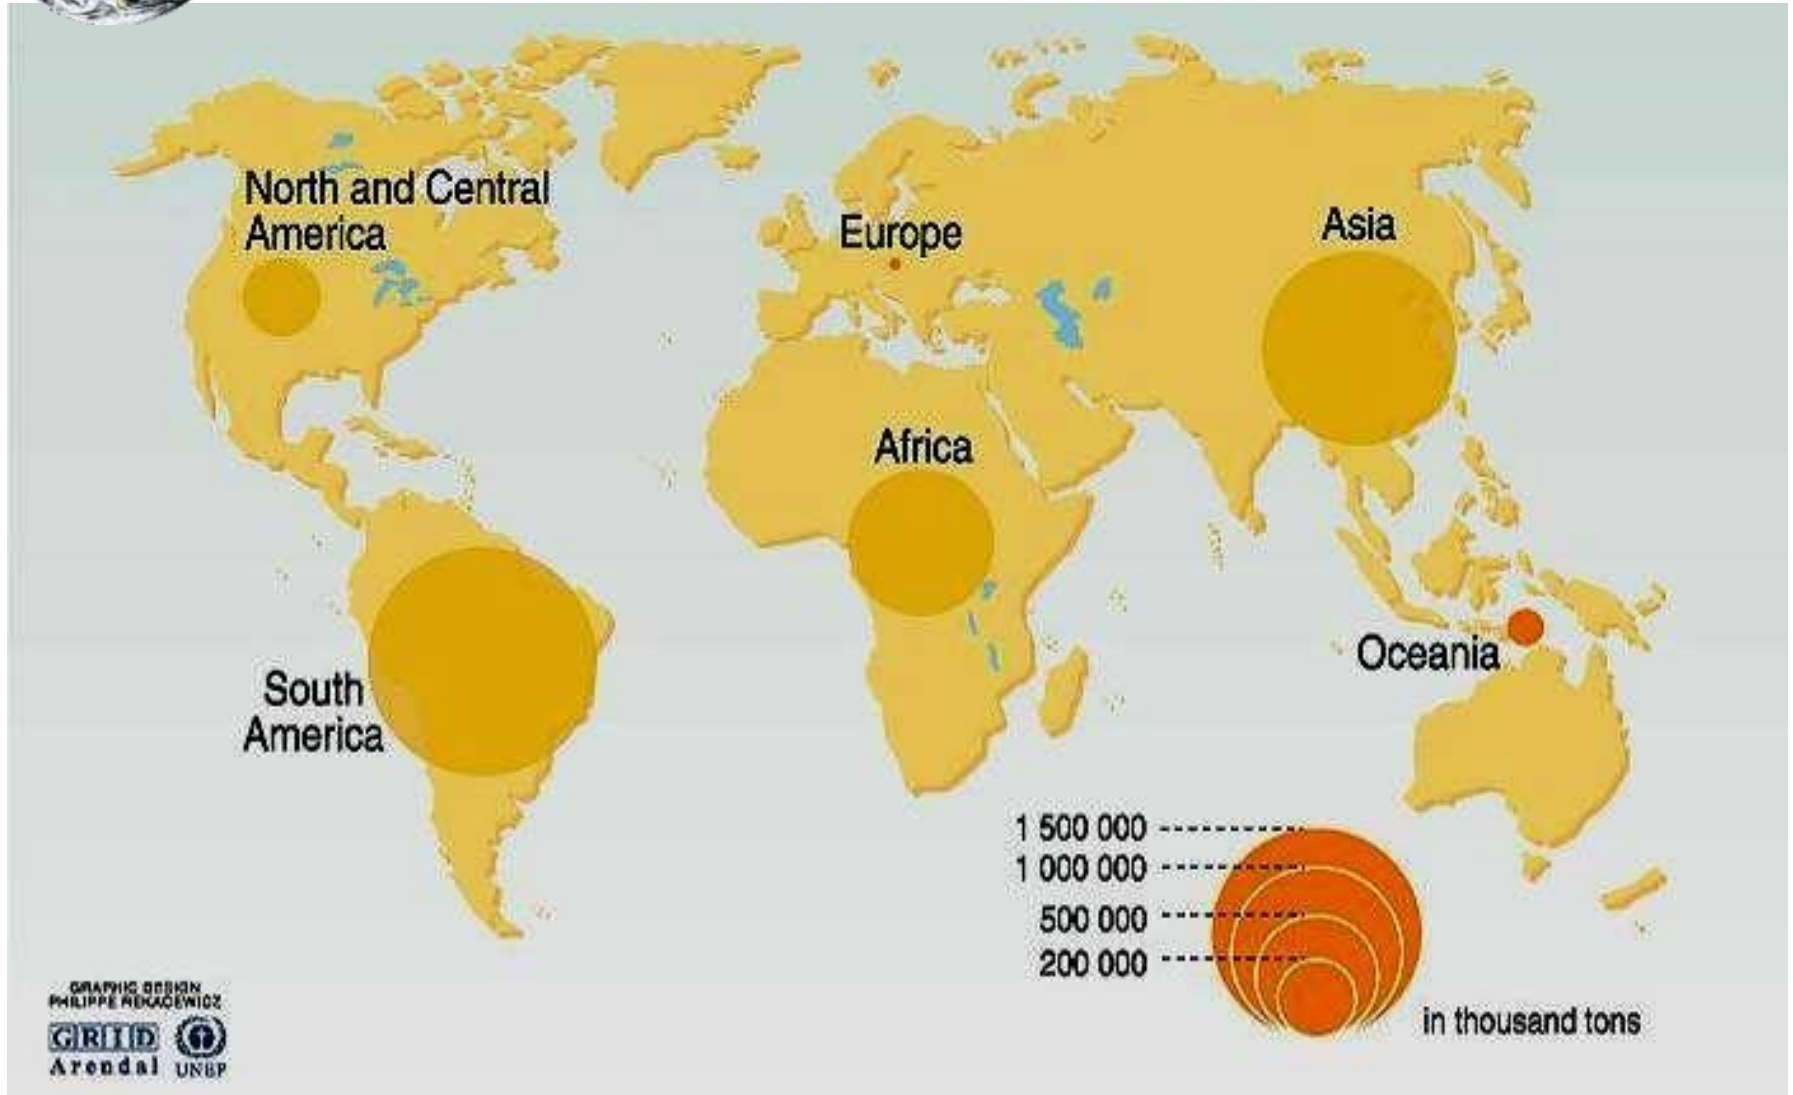 North and Central
America
Europe
Asia
Africa
South
America
Oceania
1 500 000
1 000 000
500 000
200 000
in thousand tons
GRAPHIC DESIGN
PHILIPPE REKACEWICZ
GRID
Arendal
UNEP